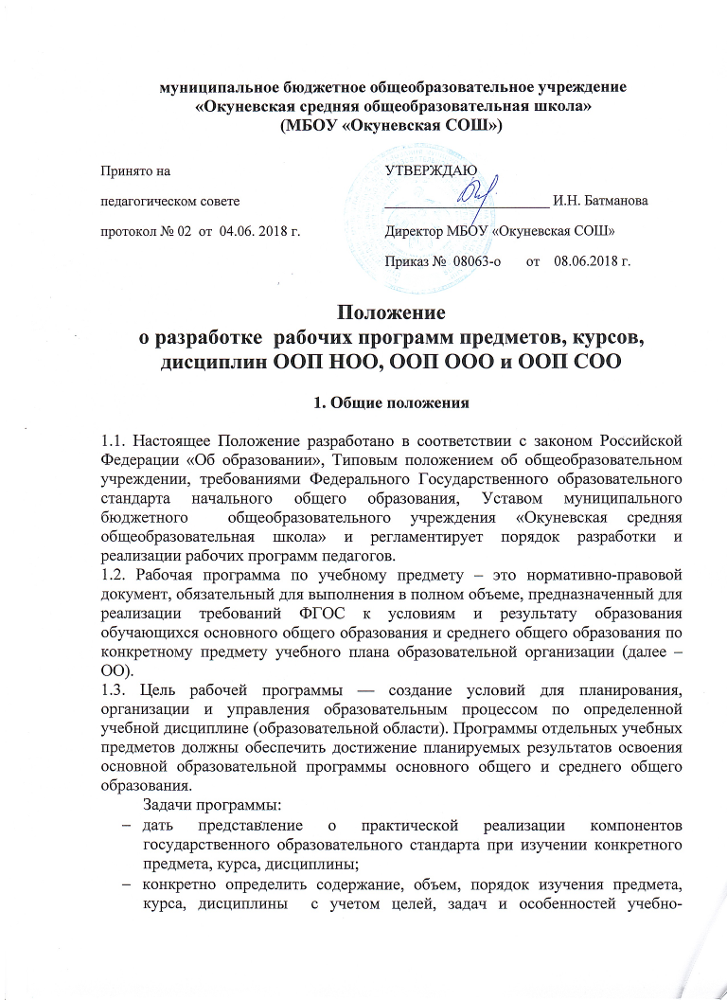 муниципальное бюджетное общеобразовательное учреждение
«Окуневская средняя общеобразовательная школа»
(МБОУ «Окуневская СОШ»)
Принято на
педагогическом совете
протокол № 02 от 04.06. 2018 г.
УТВЕРЖДАЮ
______________________ И.Н. Батманова
Директор МБОУ «Окуневская СОШ»
Приказ № 08063-о от 08.06.2018 г.
Положение
о разработке рабочих программ предметов, курсов,
дисциплин ООП НОО, ООП ООО и ООП СОО
1. Общие положения
1.1. Настоящее Положение разработано в соответствии с законом Российской
Федерации «Об образовании», Типовым положением об общеобразовательном
учреждении, требованиями Федерального Государственного образовательного
стандарта начального общего образования, Уставом муниципального
бюджетного общеобразовательного учреждения «Окуневская средняя
общеобразовательная школа» и регламентирует порядок разработки и
реализации рабочих программ педагогов.
1.2. Рабочая программа по учебному предмету – это нормативно-правовой
документ, обязательный для выполнения в полном объеме, предназначенный для
реализации требований ФГОС к условиям и результату образования
обучающихся основного общего образования и среднего общего образования по
конкретному предмету учебного плана образовательной организации (далее –
ОО).
1.3. Цель рабочей программы — создание условий для планирования,
организации и управления образовательным процессом по определенной
учебной дисциплине (образовательной области). Программы отдельных учебных
предметов должны обеспечить достижение планируемых результатов освоения
основной образовательной программы основного общего и среднего общего
образования.
Задачи программы:
– дать представление о практической реализации компонентов
государственного образовательного стандарта при изучении конкретного
предмета, курса, дисциплины;
– конкретно определить содержание, объем, порядок изучения предмета,
курса, дисциплины с учетом целей, задач и особенностей учебно-